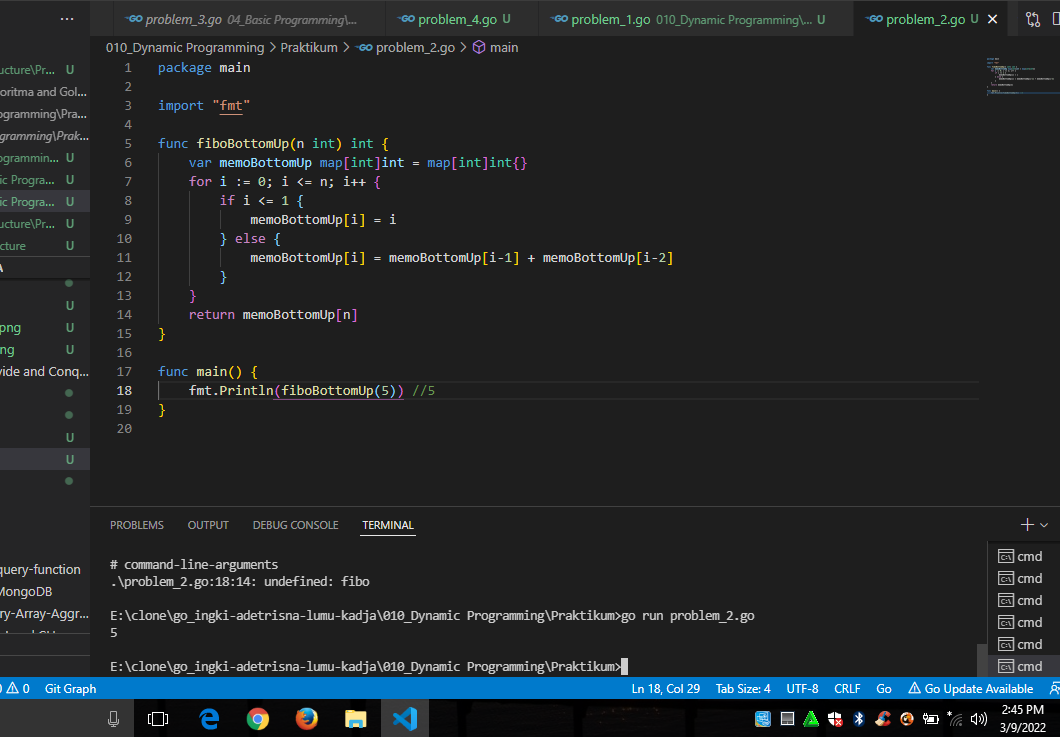 ··· problem_3.go 04_Basic Programming\... problem_4.go U problem_1.go 010_Dynamic Programming\... U problem_2.go U
010_Dynamic Programming > Praktikum > problem_2.go > main
ucture\Pr... U
oritma and Gol...
ogramming\Pra...
gramming\Prak...
ogrammin... U
ic Progra... U
ic Progra... U
ucture\Pr... U
cture U
A
U
png U
ng U
vide and Conq...
U
U
query-function
MongoDB
ry-Array-Aggr...
1 package main
2
3 import "fmt"
4
5 func fiboBottomUp(n int) int {
6 var memoBottomUp map[int]int = map[int]int{}
7 for i := 0; i <= n; i++ {
8 if i <= 1 {
9 memoBottomUp[i] = i
10 } else {
11 memoBottomUp[i] = memoBottomUp[i-1] + memoBottomUp[i-2]
12 }
13 }
14 return memoBottomUp[n]
15 }
16
17 func main() {
18 fmt.Println(fiboBottomUp(5)) //5
19 }
20
PROBLEMS OUTPUT DEBUG CONSOLE TERMINAL
# command-line-arguments
.\problem_2.go:18:14: undefined: fibo
E:\clone\go_ingki-adetrisna-lumu-kadja\010_Dynamic Programming\Praktikum>go run problem_2.go
5
E:\clone\go_ingki-adetrisna-lumu-kadja\010_Dynamic Programming\Praktikum>
cmd
cmd
cmd
cmd
cmd
cmd
0 0 Git Graph Ln 18, Col 29 Tab Size: 4 UTF-8 CRLF Go Go Update Available
2:45 PM
3/9/2022